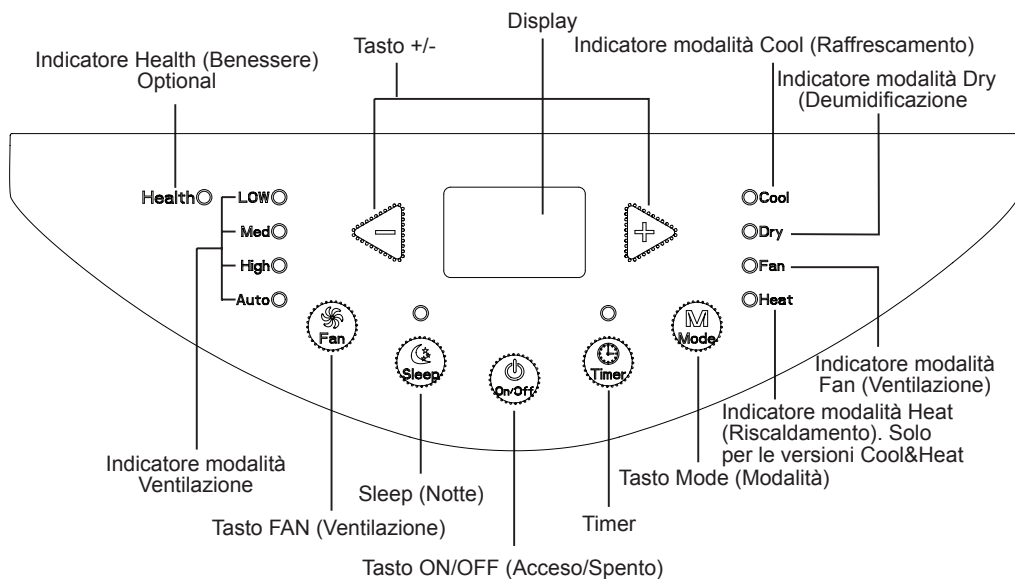 Display
Tasto +/-
Indicatore modalità Cool (Raffrescamento)
Indicatore Health (Benessere)
Optional
Indicatore modalità Dry
(Deumidificazione
Health
LOW
Med
High
Auto
Cool
Dry
Fan
Heat
Fan
Sleep
On/Off
Timer
M
Mode
Indicatore modalità
Fan (Ventilazione)
Indicatore modalità Heat
(Riscaldamento). Solo
per le versioni Cool&Heat
Indicatore modalità
Ventilazione
Tasto Mode (Modalità)
Sleep (Notte)
Tasto FAN (Ventilazione)
Timer
Tasto ON/OFF (Acceso/Spento)